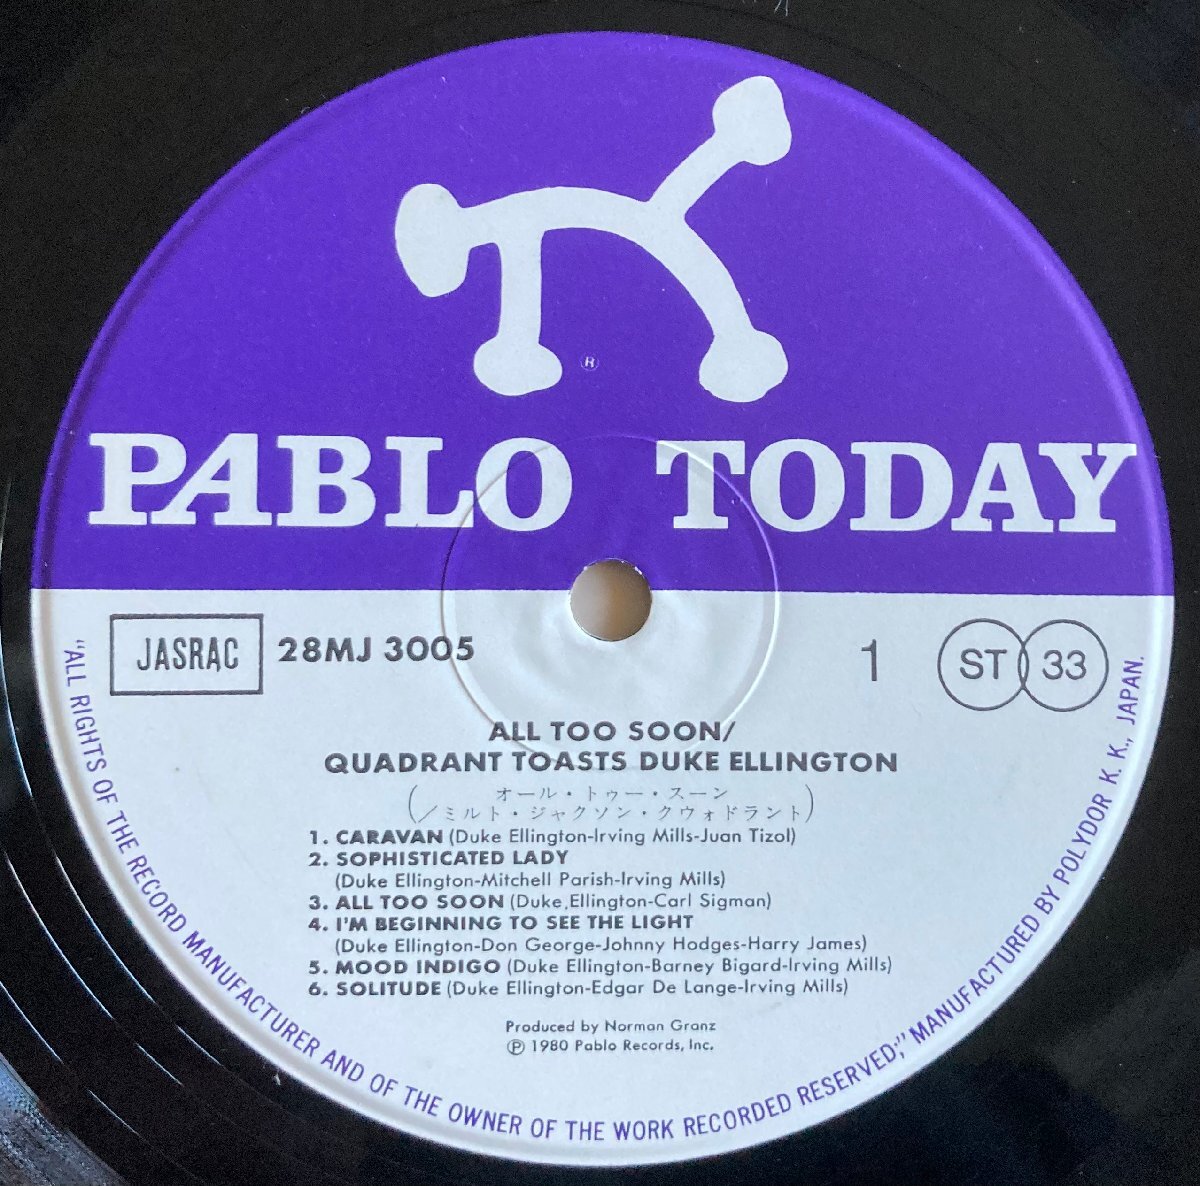 ®
PABLO TODAY
JASRAC 28MJ 3005 1 ST 33
ALL TOO SOON/
QUADRANT TOASTS DUKE ELLINGTON
(オール・トゥー・スーン
/ミルト・ジャクソン・クヮォドラント)
1. CARAVAN (Duke Ellington-Irving Mills-Juan Tizol)
2. SOPHISTICATED LADY
(Duke Ellington-Mitchell Parish-Irving Mills)
3. ALL TOO SOON (Duke,Ellington-Carl Sigman)
4. I'M BEGINNING TO SEE THE LIGHT
(Duke Ellington-Don George-Johnny Hodges-Harry James)
5. MOOD INDIGO (Duke Ellington-Barney Bigard-Irving Mills)
6. SOLITUDE (Duke Ellington-Edgar De Lange-Irving Mills)
Produced by Norman Granz
℗ 1980 Pablo Records, Inc.
"ALL RIGHTS OF THE RECORD MANUFACTURER AND OF THE OWNER OF THE WORK RECORDED RESERVED;" MANUFACTURED BY POLYDOR K. K., JAPAN.